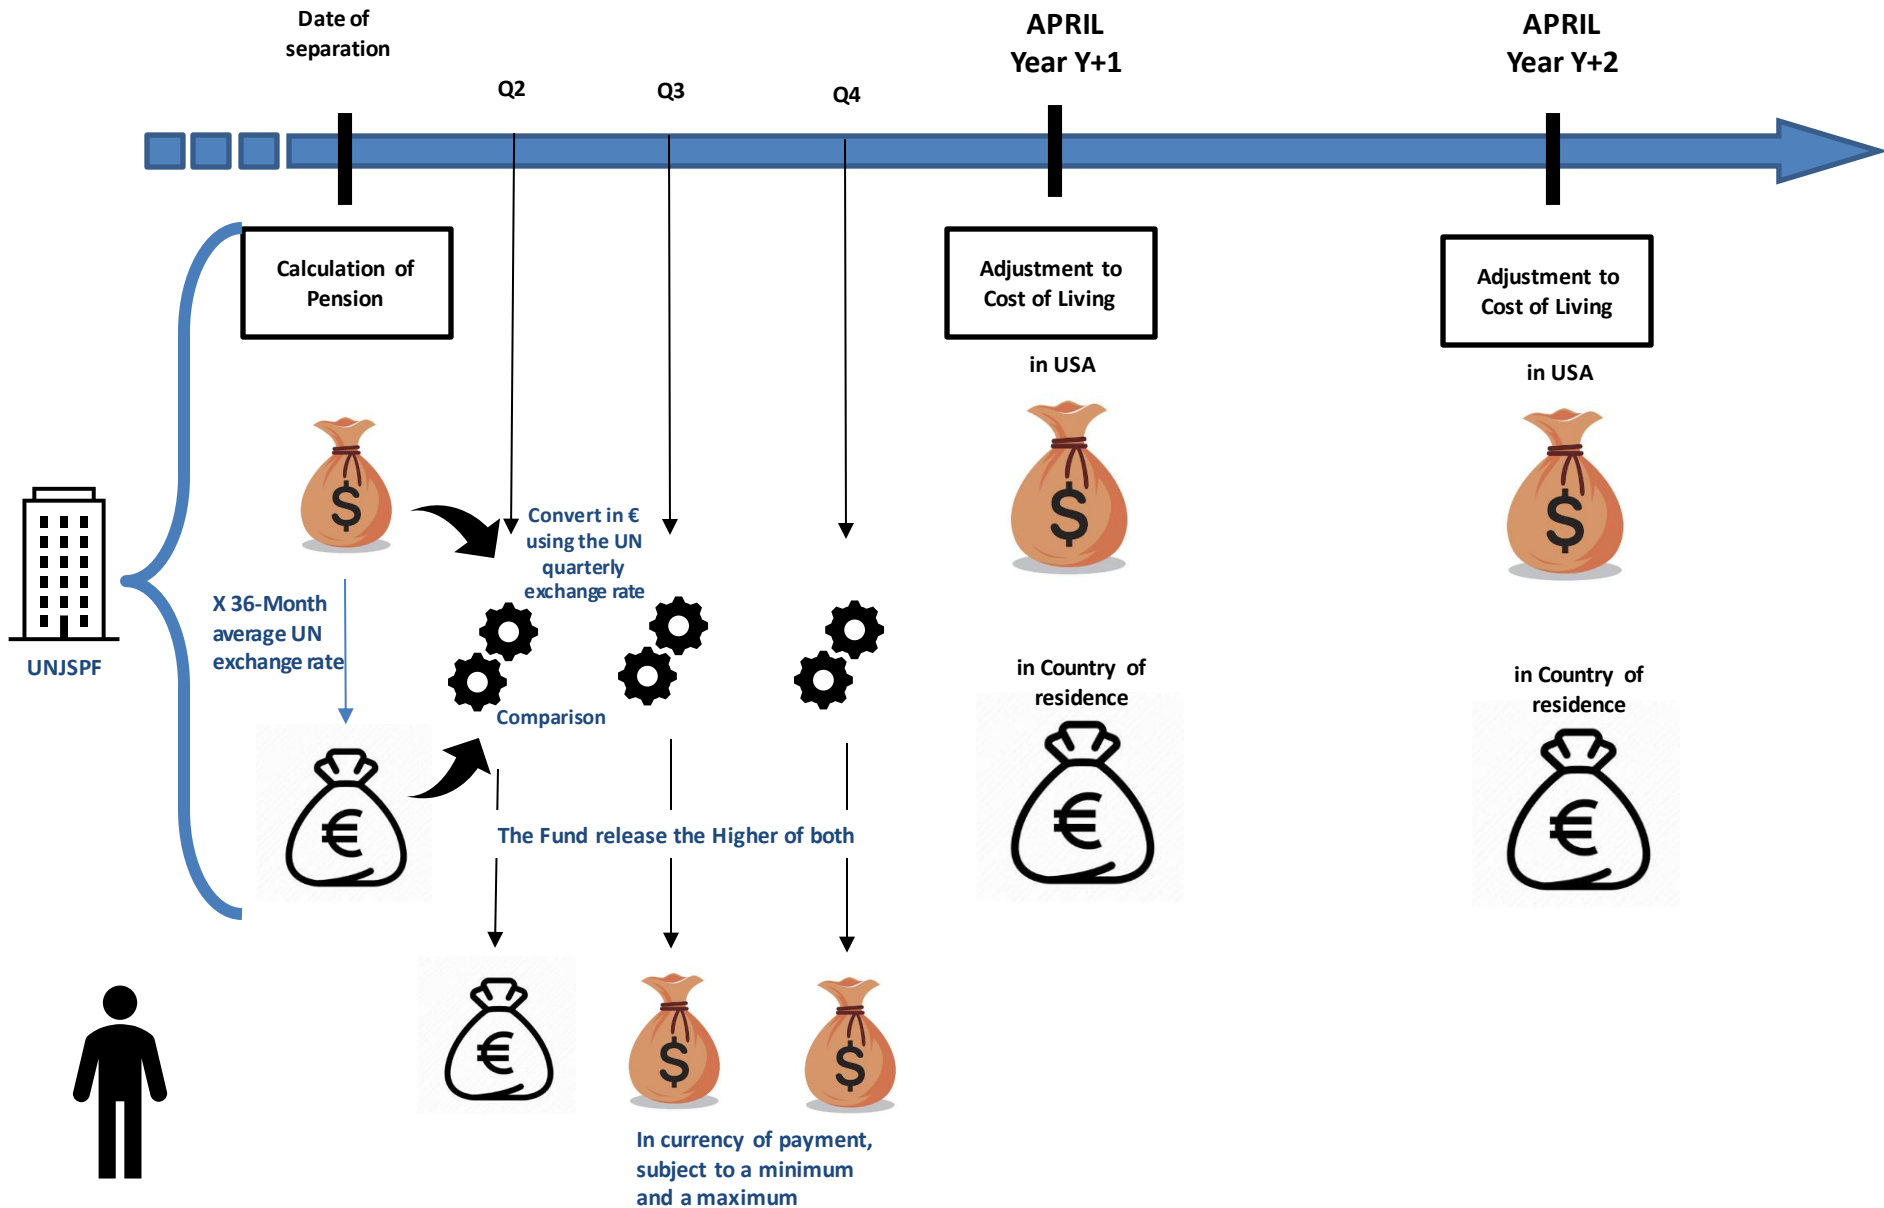 Date of
separation
Q2
Q3
Q4
APRIL
Year Y+1
APRIL
Year Y+2
Calculation of
Pension
Adjustment to
Cost of Living
in USA
Adjustment to
Cost of Living
in USA
$
$
$
Convert in €
using the UN
quarterly
exchange rate
X 36-Month
average UN
exchange rate
UNJSPF
Comparison
in Country of
residence
in Country of
residence
€
€
€
The Fund release the Higher of both
€
$
$
In currency of payment,
subject to a minimum
and a maximum